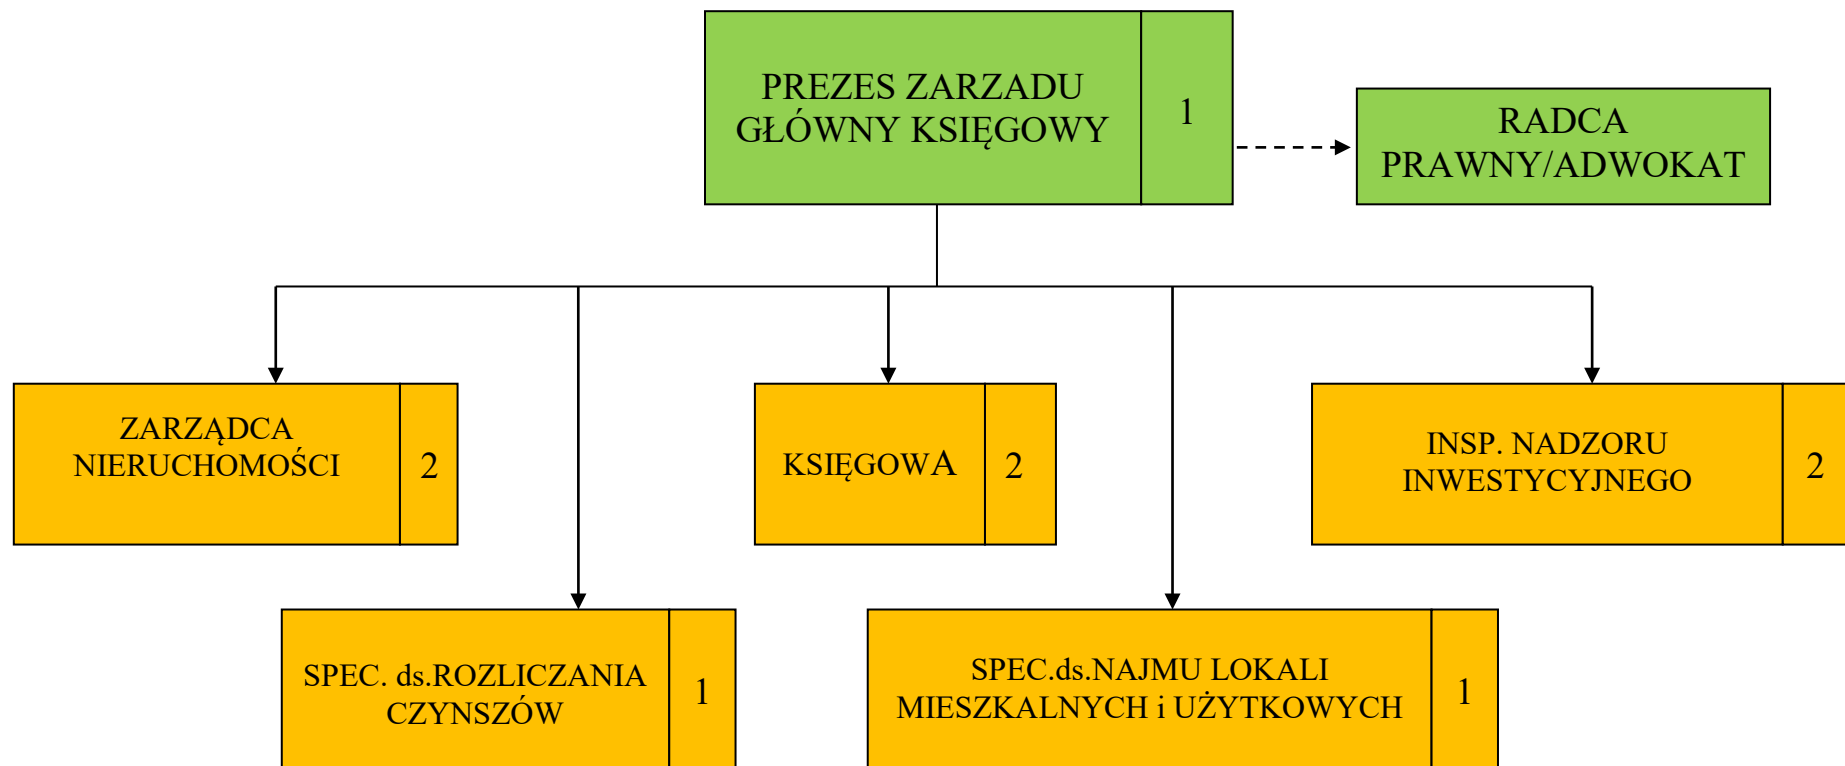 PREZES ZARZADU
GŁÓWNY KSIĘGOWY
1
RADCA
PRAWNY/ADWOKAT
ZARZĄDCA
NIERUCHOMOŚCI
2
KSIĘGOWA
2
INSP. NADZORU
INWESTYCYJNEGO
2
SPEC. ds.ROZLICZANIA
CZYNSZÓW
1
SPEC.ds.NAJMU LOKALI
MIESZKALNYCH i UŻYTKOWYCH
1